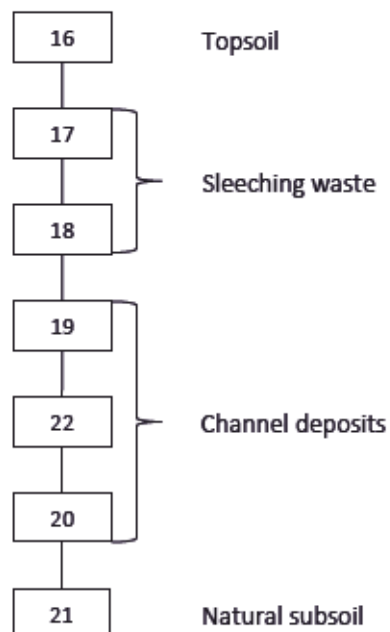 16 Topsoil
17
Sleeching waste
18
19
22 Channel deposits
20
21 Natural subsoil